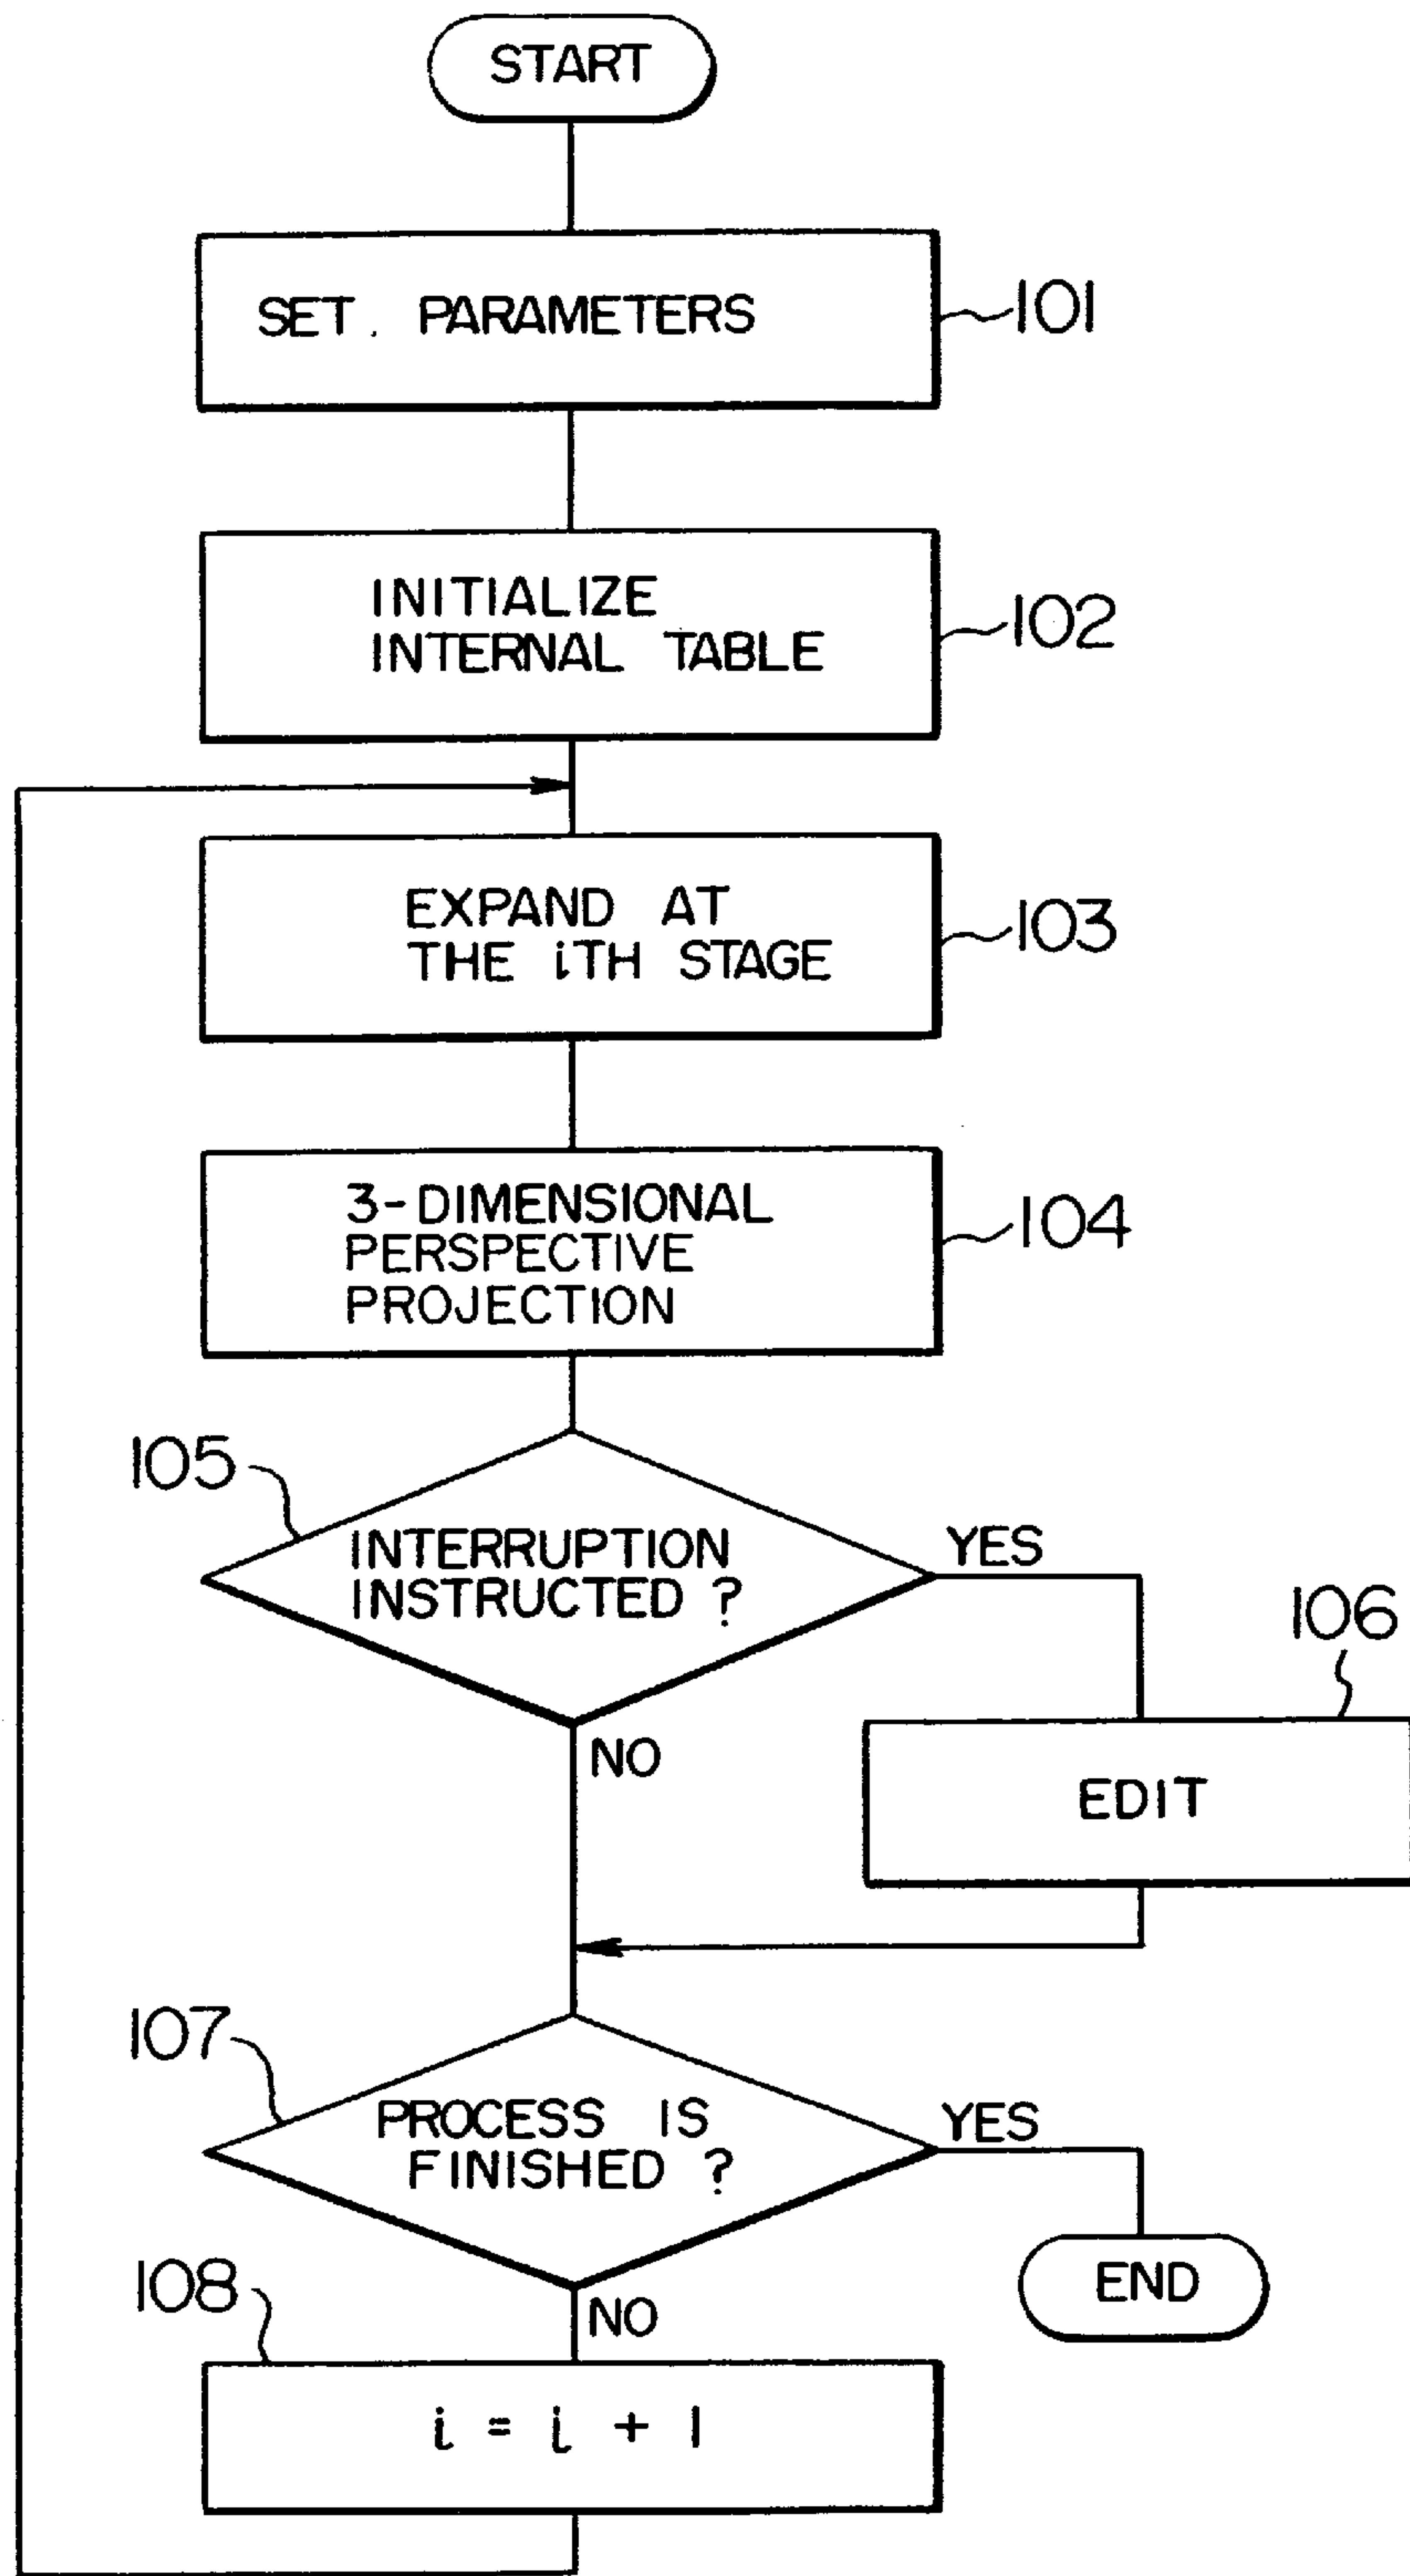 START
SET. PARAMETERS
101
INITIALIZE
INTERNAL TABLE
102
EXPAND AT
THE iTH STAGE
103
3-DIMENSIONAL
PERSPECTIVE
PROJECTION
104
105
INTERRUPTION
INSTRUCTED ?
YES
106
NO
EDIT
107
PROCESS IS
FINISHED ?
YES
END
108
NO
i = i + 1